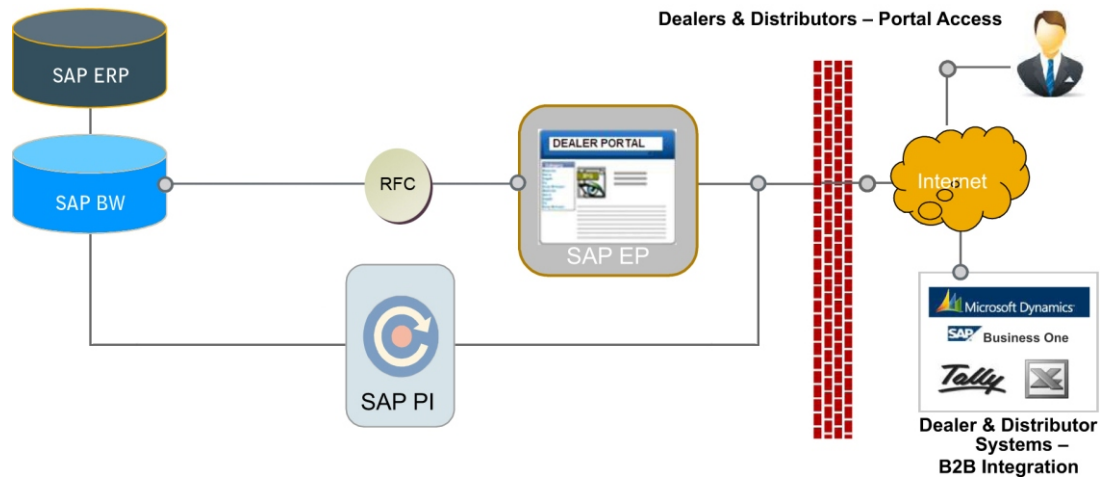 Dealers & Distributors – Portal Access
SAP ERP
SAP BW
RFC
DEALER PORTAL
SAP EP
Internet
SAP PI
Microsoft Dynamics
SAP Business One
Tally
Dealer & Distributor
Systems –
B2B Integration